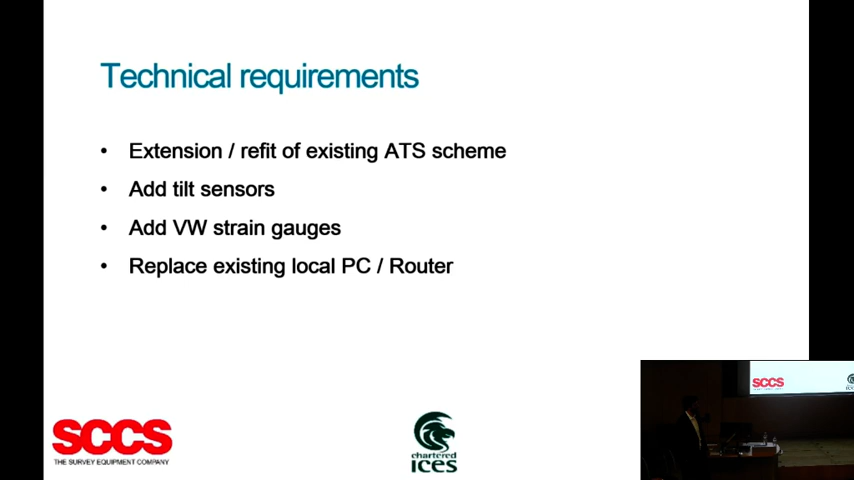 Technical requirements
• Extension / refit of existing ATS scheme
• Add tilt sensors
• Add VW strain gauges
• Replace existing local PC / Router
SCCS
THE SURVEY EQUIPMENT COMPANY
chartered
ICES
SCCS